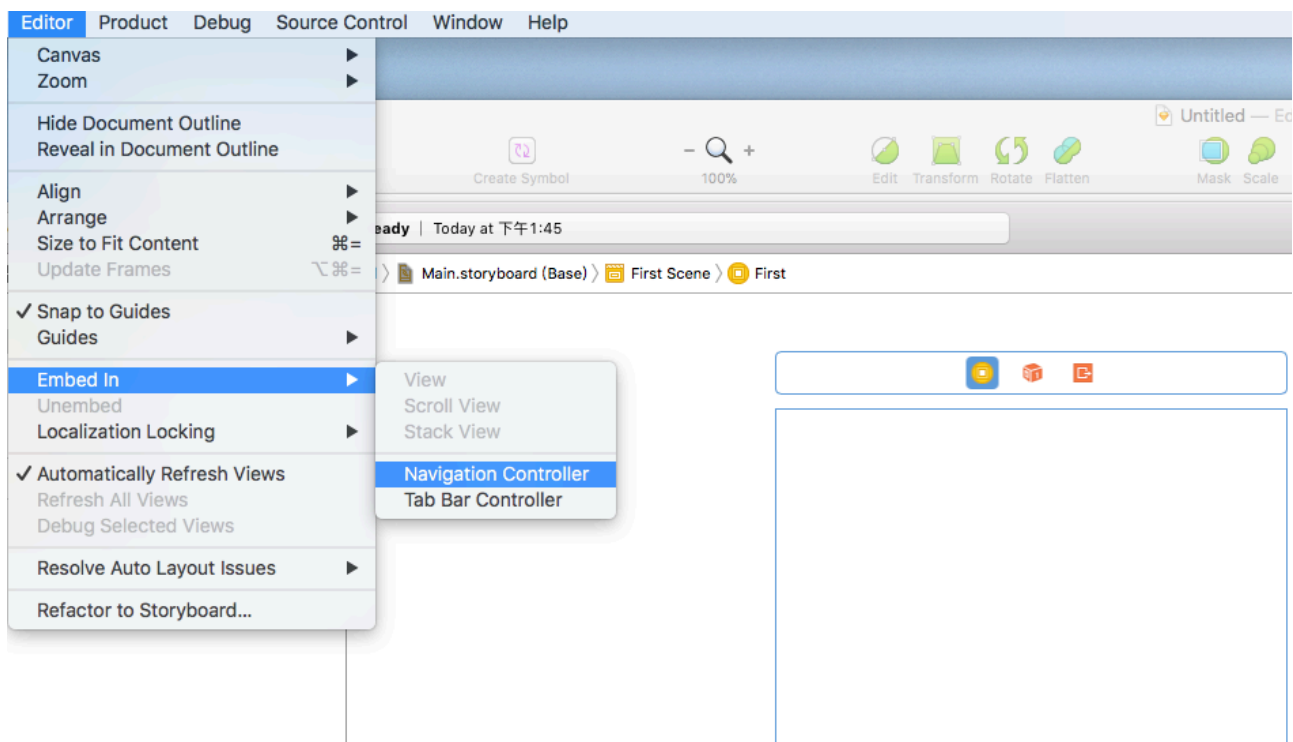 Editor Product Debug Source Control Window Help
Canvas
Zoom
Hide Document Outline
Reveal in Document Outline
Align
Arrange
Size to Fit Content ⌘=
Update Frames ⌥⌘=
✓ Snap to Guides
Guides
Embed In
Unembed
Localization Locking
✓ Automatically Refresh Views
Refresh All Views
Debug Selected Views
Resolve Auto Layout Issues
Refactor to Storyboard...
View
Scroll View
Stack View
Navigation Controller
Tab Bar Controller
Untitled — Ed
Create Symbol
− +
100%
Edit Transform Rotate Flatten
Mask Scale
eady | Today at 下午1:45
Main.storyboard (Base) 〉 First Scene 〉 First